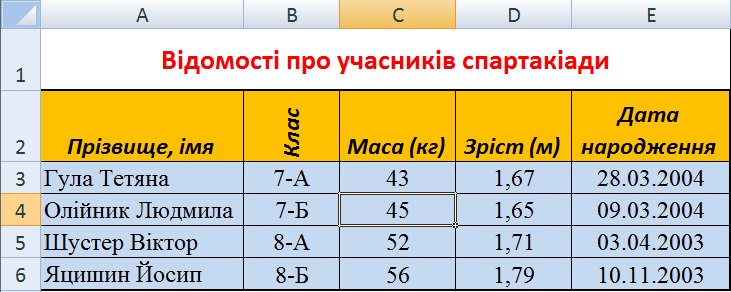 A B C D E
1 Відомості про учасників спартакіади
2 Прізвище, імя Клас Маса (кг) Зріст (м) Дата народження
3 Гула Тетяна 7-А 43 1,67 28.03.2004
4 Олійник Людмила 7-Б 45 1,65 09.03.2004
5 Шустер Віктор 8-А 52 1,71 03.04.2003
6 Яцишин Йосип 8-Б 56 1,79 10.11.2003